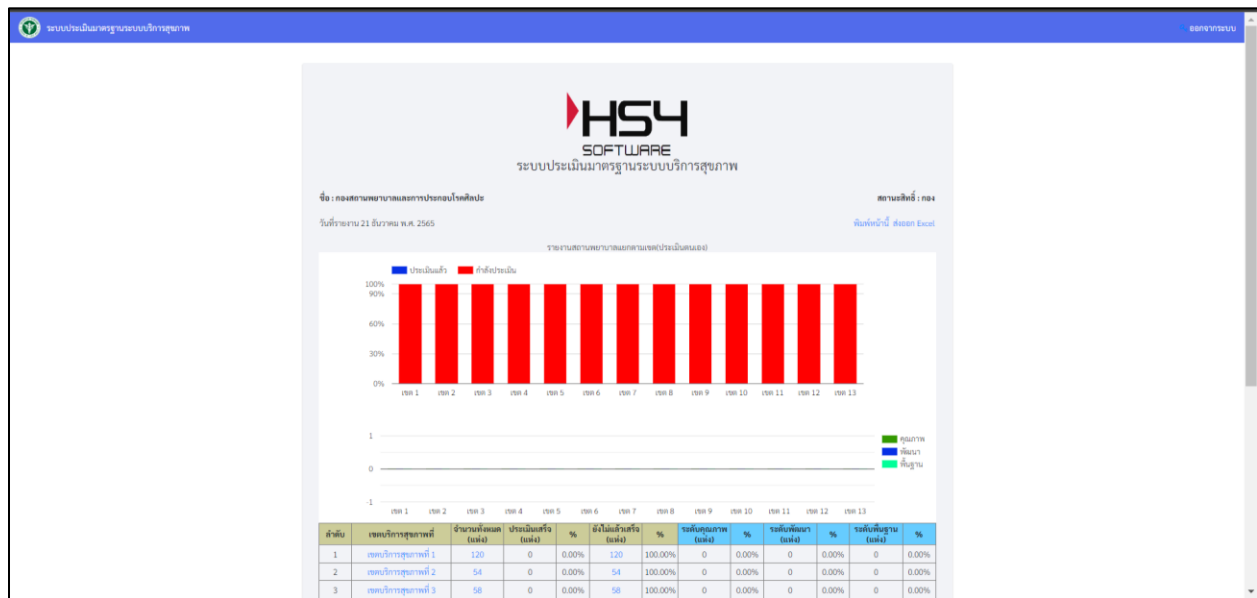 ระบบประเมินมาตรฐานระบบบริการสุขภาพ
ออกจากระบบ
HS4
SOFTWARE
ระบบประเมินมาตรฐานระบบบริการสุขภาพ
ชื่อ : กองสถานพยาบาลและการประกอบโรคศิลปะ สถานะสิทธิ์ : กอง
วันที่รายงาน 21 ธันวาคม พ.ศ. 2565 พิมพ์หน้านี้ ส่งออก Excel
รายงานสถานพยาบาลแยกตามเขต(ประเมินตนเอง)
ประเมินแล้ว กำลังประเมิน
100%
90%
60%
30%
0%
เขต 1 เขต 2 เขต 3 เขต 4 เขต 5 เขต 6 เขต 7 เขต 8 เขต 9 เขต 10 เขต 11 เขต 12 เขต 13
1
0
-1
คุณภาพ
พัฒนา
พื้นฐาน
เขต 1 เขต 2 เขต 3 เขต 4 เขต 5 เขต 6 เขต 7 เขต 8 เขต 9 เขต 10 เขต 11 เขต 12 เขต 13
ลำดับ เขตบริการสุขภาพที่ จำนวนทั้งหมด (แห่ง) ประเมินเสร็จ (แห่ง) % ยังไม่แล้วเสร็จ (แห่ง) % ระดับคุณภาพ (แห่ง) % ระดับพัฒนา (แห่ง) % ระดับพื้นฐาน (แห่ง) %
1 เขตบริการสุขภาพที่ 1 120 0 0.00% 120 100.00% 0 0.00% 0 0.00% 0 0.00%
2 เขตบริการสุขภาพที่ 2 54 0 0.00% 54 100.00% 0 0.00% 0 0.00% 0 0.00%
3 เขตบริการสุขภาพที่ 3 58 0 0.00% 58 100.00% 0 0.00% 0 0.00% 0 0.00%